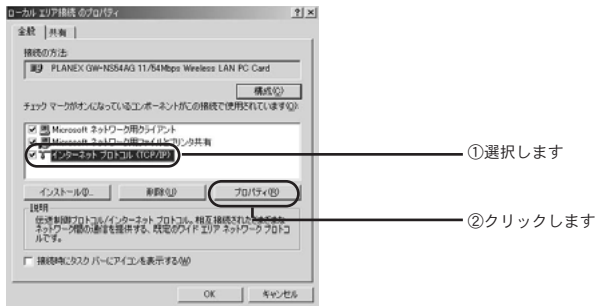 ローカル エリア接続 のプロパティ
全般 共有
接続の方法:
PLANEX GW-NS54AG 11/54Mbps Wireless LAN PC Card
構成(C)
チェック マークがオンになっているコンポーネントがこの接続で使用されています(O):
Microsoft ネットワーク用クライアント
Microsoft ネットワーク用ファイルとプリンタ共有
インターネット プロトコル (TCP/IP)
①選択します
インストール(I)... 削除(U) プロパティ(R)
説明
伝送制御プロトコル/インターネット プロトコル。相互接続されたさまざまな
ネットワーク間の通信を提供する、既定のワイド エリア ネットワーク プロトコ
ルです。
②クリックします
接続時にタスク バーにアイコンを表示する(W)
OK キャンセル